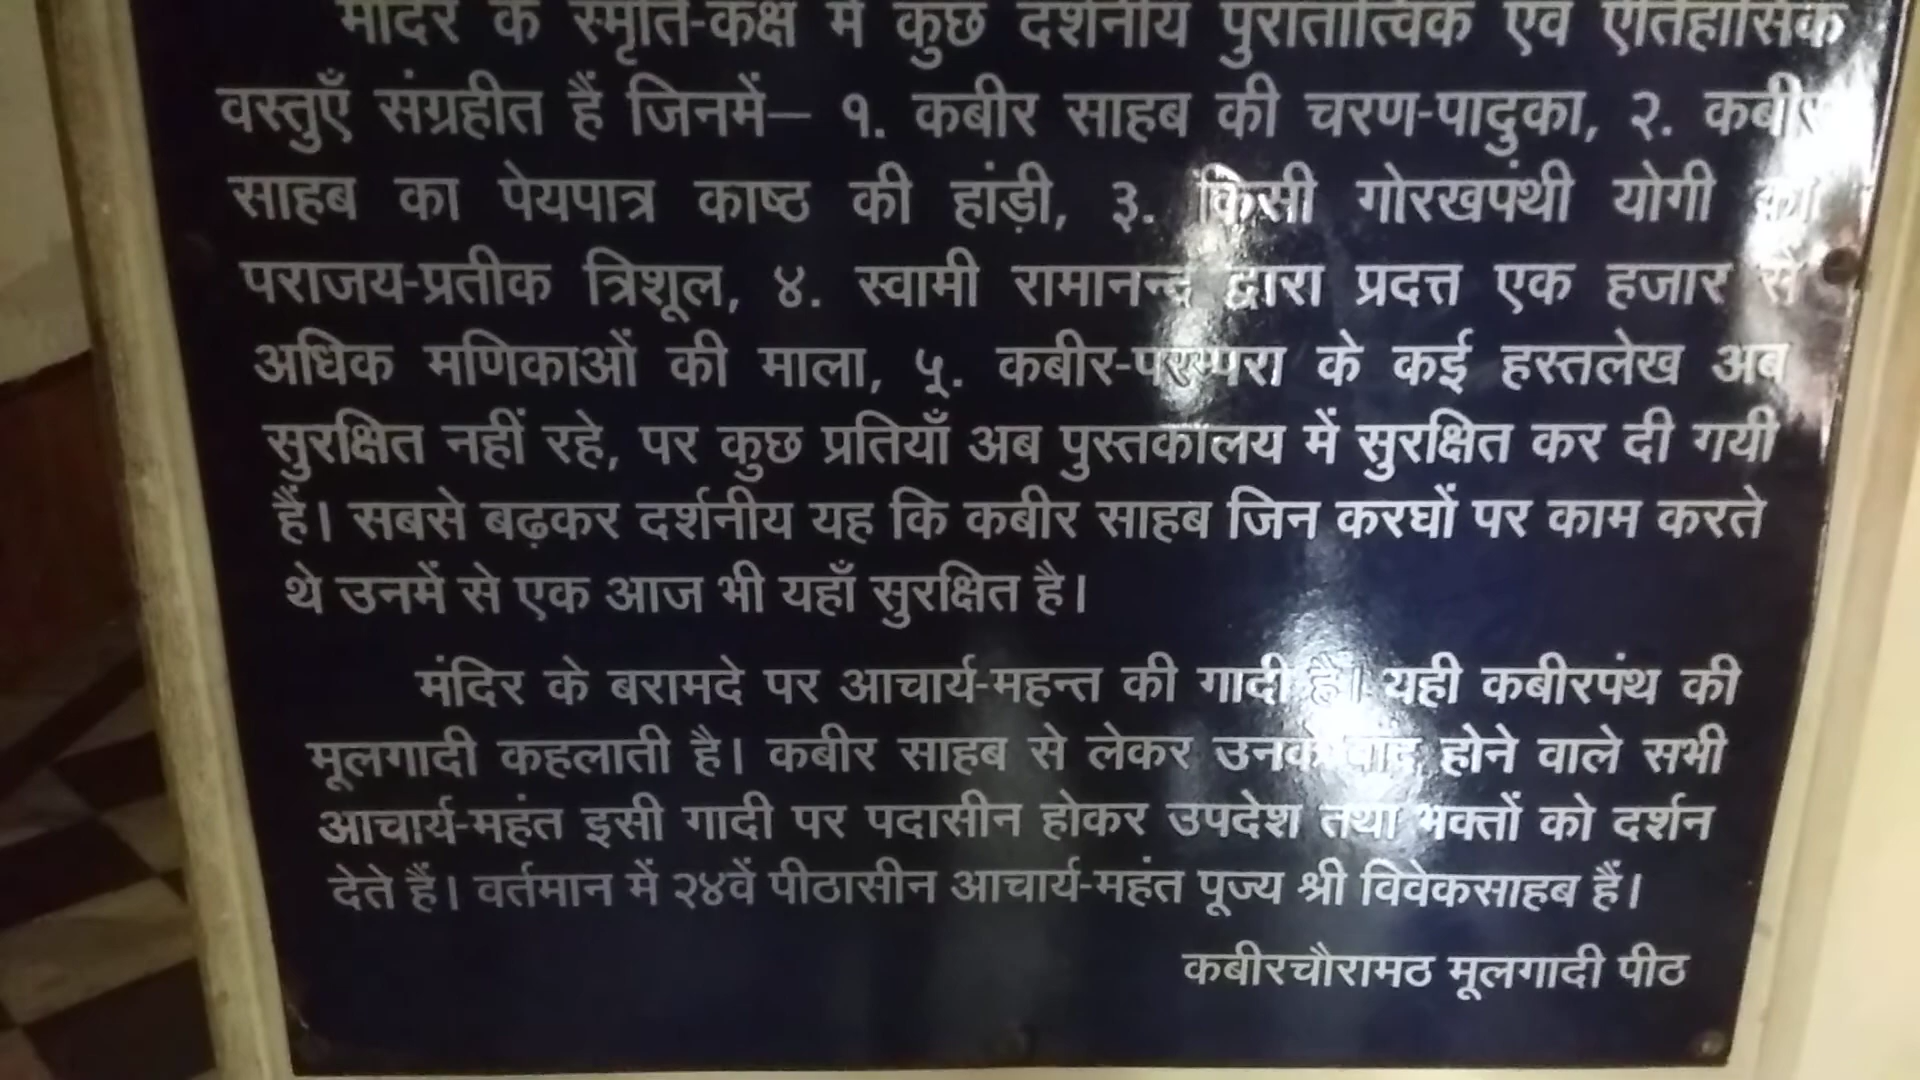 मंदिर के स्मृति-कक्ष में कुछ दर्शनीय पुरातात्विक एवं ऐतिहासिक
वस्तुएँ संग्रहीत हैं जिनमें— १. कबीर साहब की चरण-पादुका, २. कबीर
साहब का पेयपात्र काष्ठ की हांड़ी, ३. किसी गोरखपंथी योगी का
पराजय-प्रतीक त्रिशूल, ४. स्वामी रामानन्द द्वारा प्रदत्त एक हजार से
अधिक मणिकाओं की माला, ५. कबीर-परम्परा के कई हस्तलेख अब
सुरक्षित नहीं रहे, पर कुछ प्रतियाँ अब पुस्तकालय में सुरक्षित कर दी गयी
हैं। सबसे बढ़कर दर्शनीय यह कि कबीर साहब जिन करघों पर काम करते
थे उनमें से एक आज भी यहाँ सुरक्षित है।
मंदिर के बरामदे पर आचार्य-महन्त की गादी है। यही कबीरपंथ की
मूलगादी कहलाती है। कबीर साहब से लेकर उनके बाद होने वाले सभी
आचार्य-महंत इसी गादी पर पदासीन होकर उपदेश तथा भक्तों को दर्शन
देते हैं। वर्तमान में २४वें पीठासीन आचार्य-महंत पूज्य श्री विवेकसाहब हैं।
कबीरचौरामठ मूलगादी पीठ